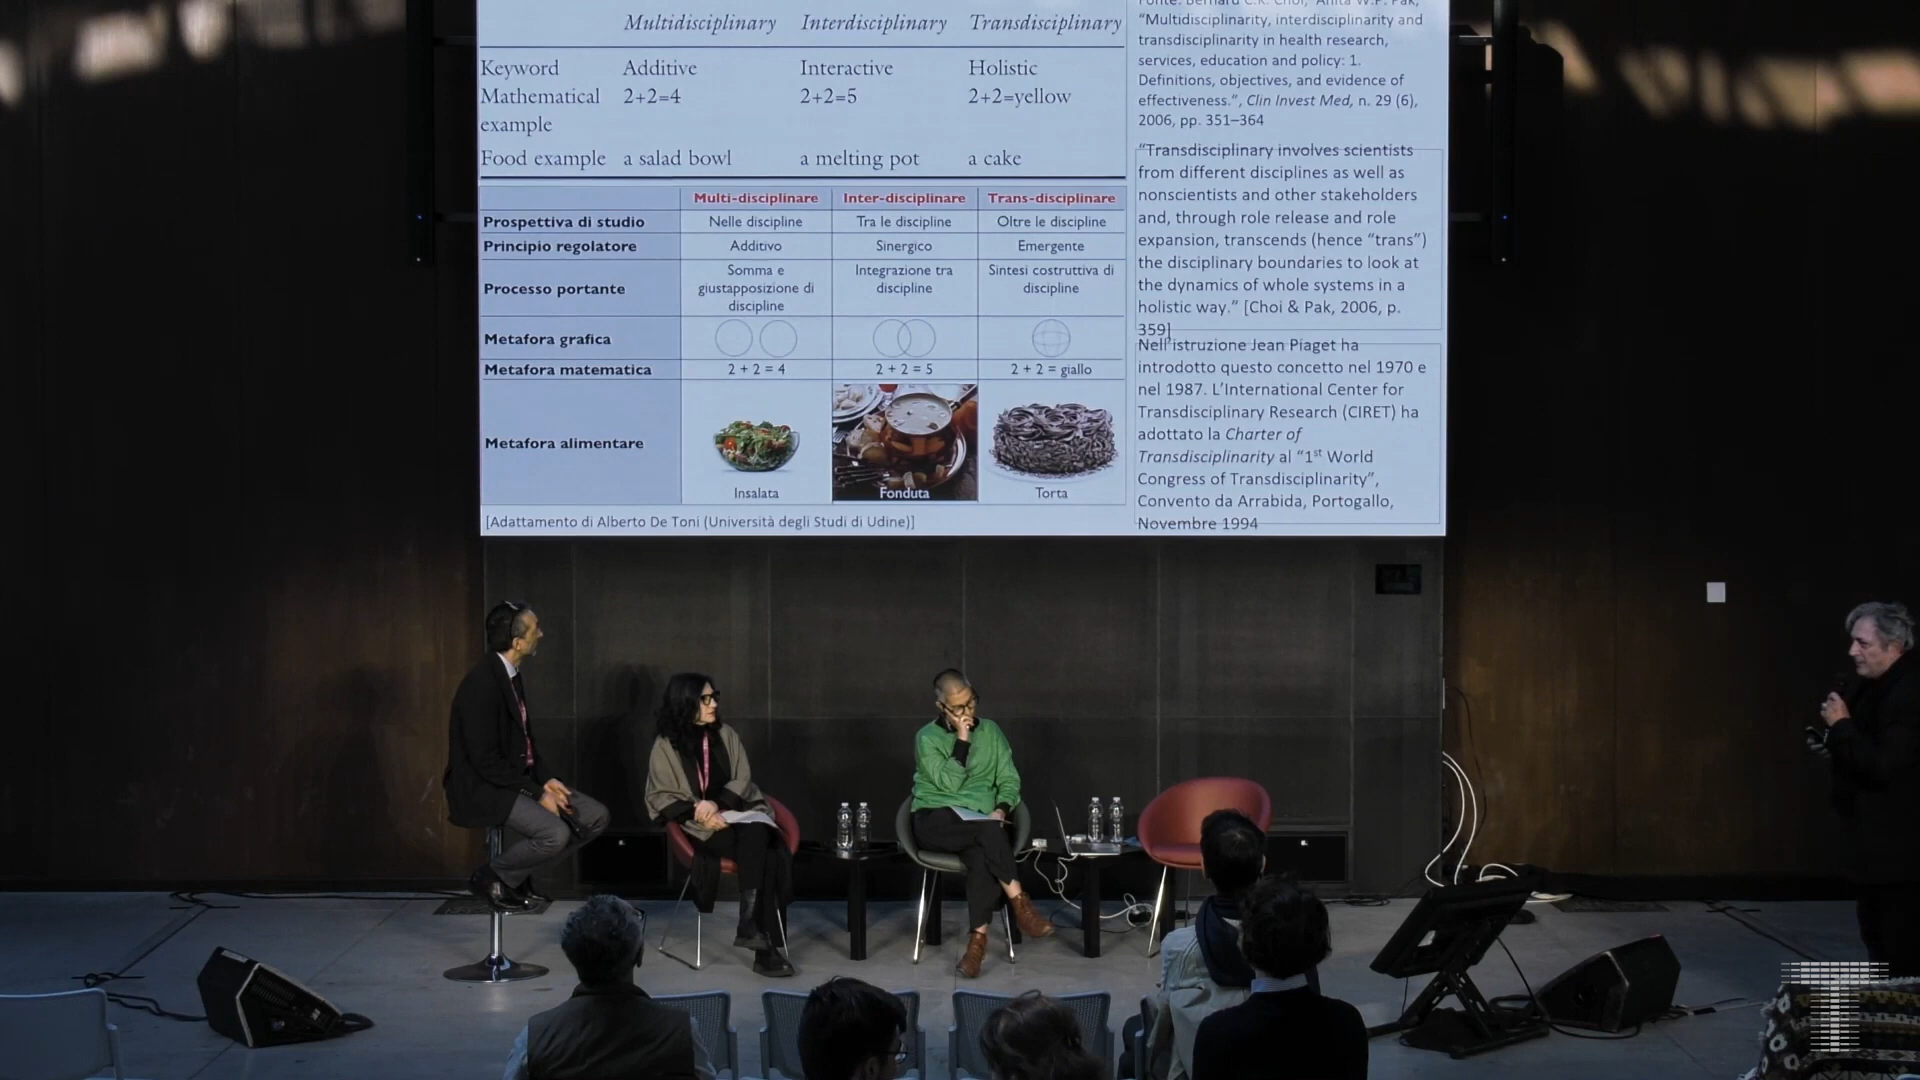 Multidisciplinary Interdisciplinary Transdisciplinary
Keyword Additive Interactive Holistic
Mathematical 2+2=4 2+2=5 2+2=yellow
example
Food example a salad bowl a melting pot a cake
Multi-disciplinare Inter-disciplinare Trans-disciplinare
Prospettiva di studio Nelle discipline Tra le discipline Oltre le discipline
Principio regolatore Additivo Sinergico Emergente
Processo portante Somma e giustapposizione di discipline Integrazione tra discipline Sintesi costruttiva di discipline
Metafora grafica
Metafora matematica 2 + 2 = 4 2 + 2 = 5 2 + 2 = giallo
Metafora alimentare
Insalata Fonduta Torta
[Adattamento di Alberto De Toni (Università degli Studi di Udine)]
Fonte: Bernard C.K. Choi, Anita W.P. Pak,
“Multidisciplinarity, interdisciplinarity and
transdisciplinarity in health research,
services, education and policy: 1.
Definitions, objectives, and evidence of
effectiveness.”, Clin Invest Med, n. 29 (6),
2006, pp. 351–364
“Transdisciplinary involves scientists
from different disciplines as well as
nonscientists and other stakeholders
and, through role release and role
expansion, transcends (hence “trans”)
the disciplinary boundaries to look at
the dynamics of whole systems in a
holistic way.” [Choi & Pak, 2006, p.
359]
Nell’istruzione Jean Piaget ha
introdotto questo concetto nel 1970 e
nel 1987. L’International Center for
Transdisciplinary Research (CIRET) ha
adottato la Charter of
Transdisciplinarity al “1st World
Congress of Transdisciplinarity”,
Convento da Arrabida, Portogallo,
Novembre 1994
T